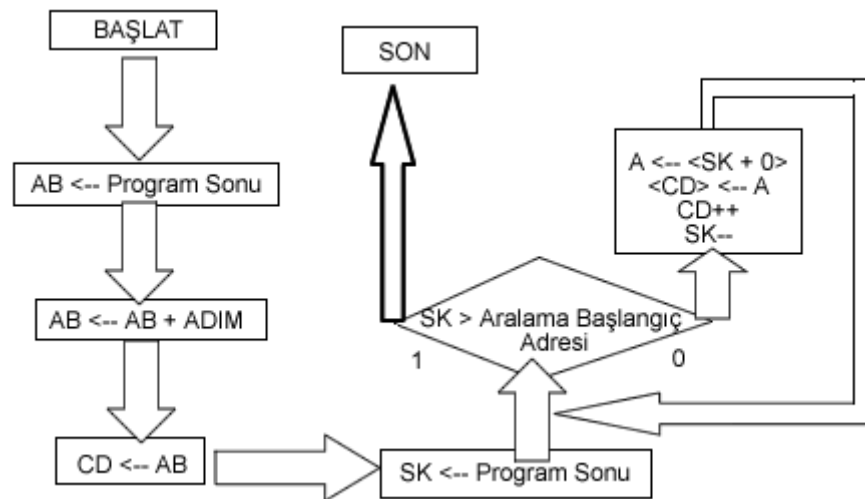 BAŞLAT
AB <-- Program Sonu
AB <-- AB + ADIM
CD <-- AB
SK <-- Program Sonu
SK > Aralama Başlangıç
Adresi
1
0
A <-- <SK + 0>
<CD> <-- A
CD++
SK--
SON